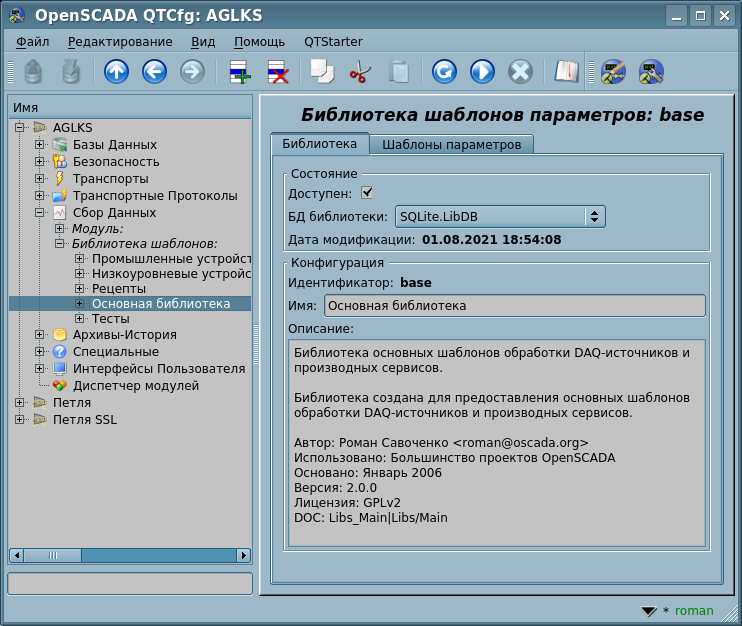 OpenSCADA QTCfg: AGLKS
Файл Редактирование Вид Помощь QTStarter
Имя
AGLKS
Базы Данных
Безопасность
Транспорты
Транспортные Протоколы
Сбор Данных
Модуль:
Библиотека шаблонов:
Промышленные устройст
Низкоуровневые устройс
Рецепты
Основная библиотека
Тесты
Архивы-История
Специальные
Интерфейсы Пользователя
Диспетчер модулей
Петля
Петля SSL
Библиотека шаблонов параметров: base
Библиотека Шаблоны параметров
Состояние
Доступен:
БД библиотеки: SQLite.LibDB
Дата модификации: 01.08.2021 18:54:08
Конфигурация
Идентификатор: base
Имя: Основная библиотека
Описание:
Библиотека основных шаблонов обработки DAQ-источников и
производных сервисов.
Библиотека создана для предоставления основных шаблонов
обработки DAQ-источников и производных сервисов.
Автор: Роман Савоченко <roman@oscada.org>
Использовано: Большинство проектов OpenSCADA
Основано: Январь 2006
Версия: 2.0.0
Лицензия: GPLv2
DOC: Libs_Main|Libs/Main
* roman